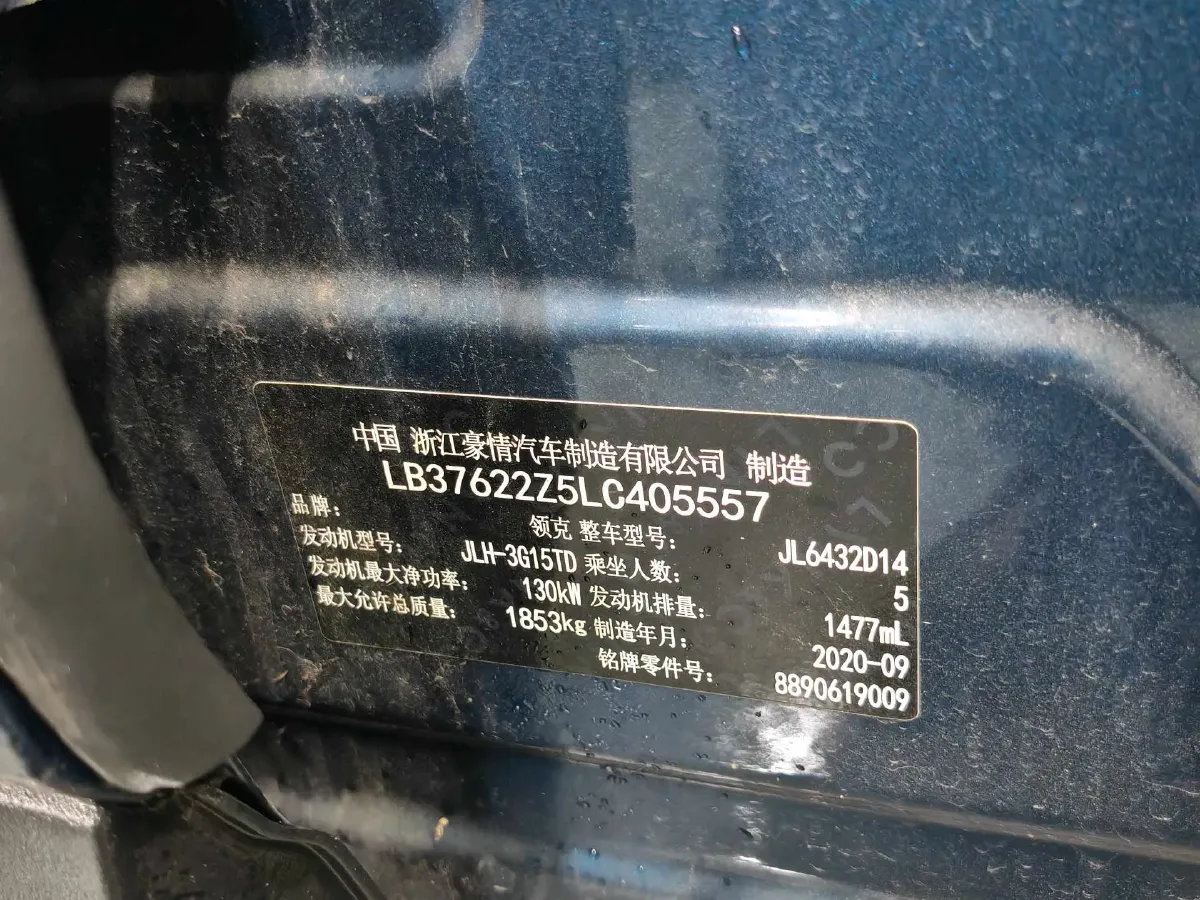 中国 浙江豪情汽车制造有限公司 制造
LB37622Z5LC405557
品牌: 领克 整车型号: JL6432D14
发动机型号: JLH-3G15TD 乘坐人数: 5
发动机最大净功率: 130kW 发动机排量: 1477mL
最大允许总质量: 1853kg 制造年月: 2020-09
铭牌零件号: 8890619009